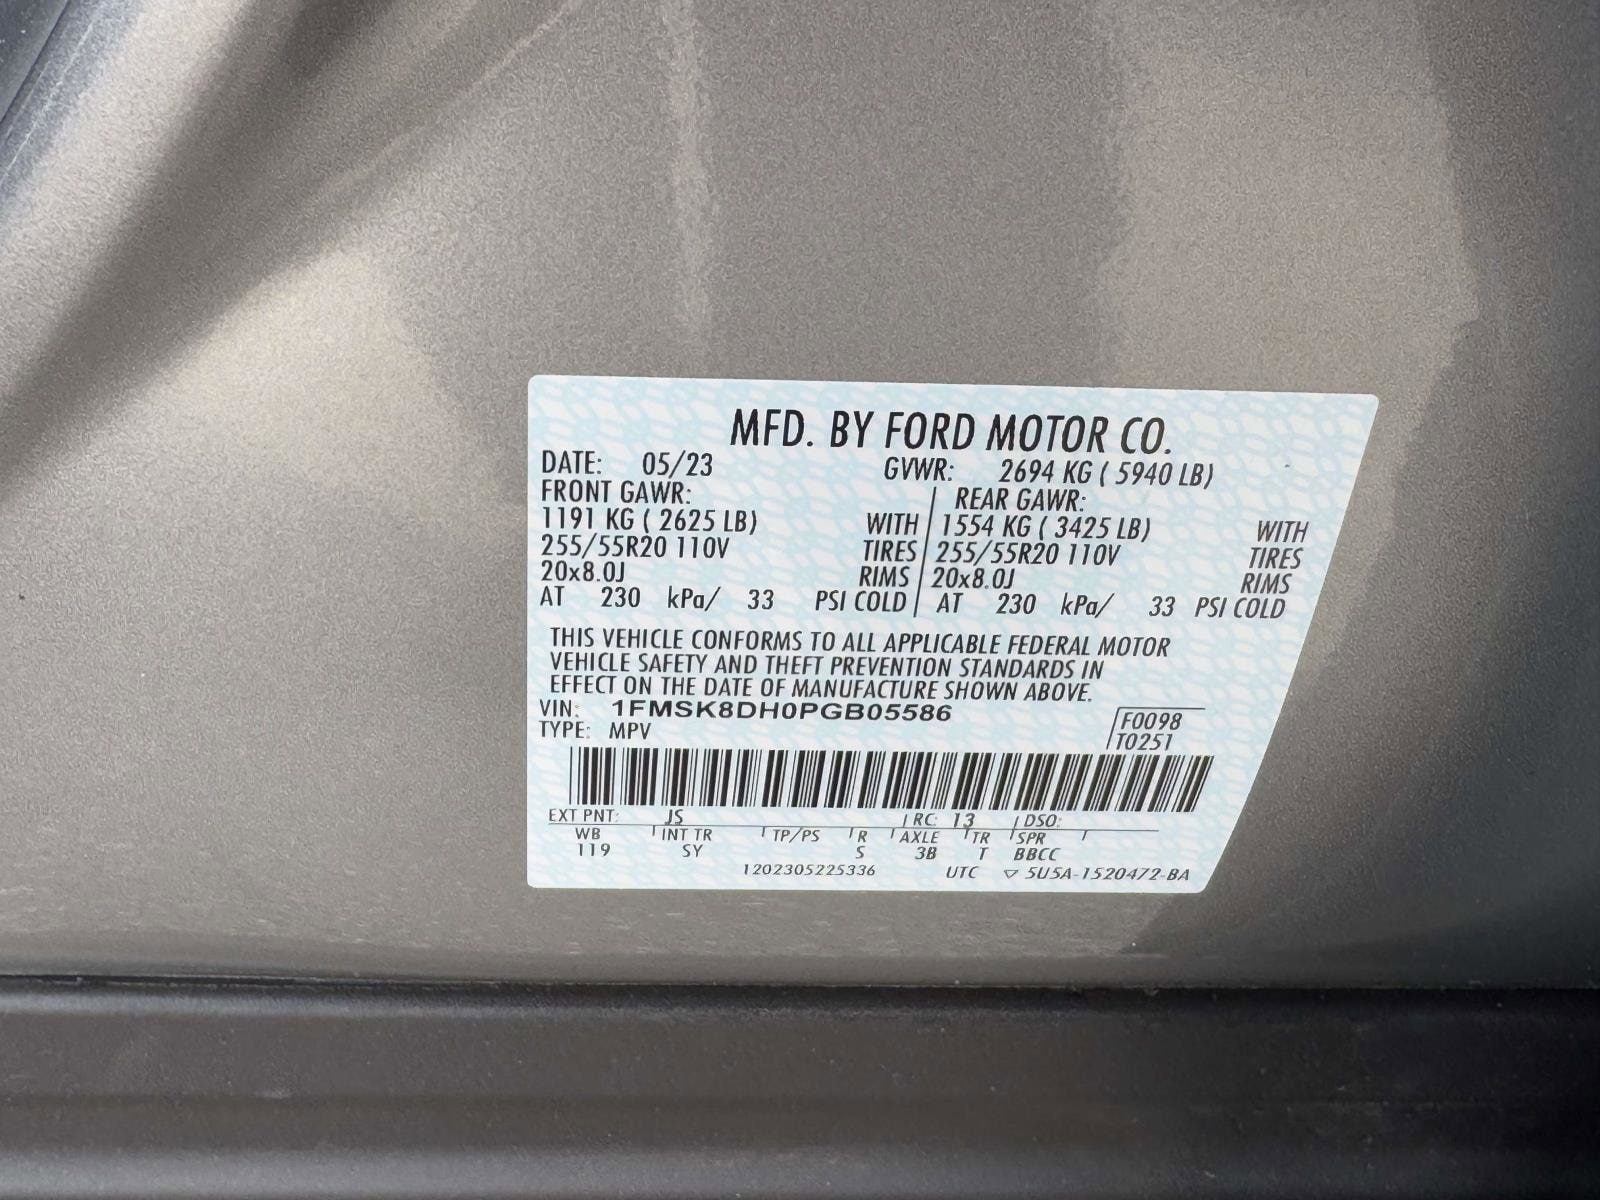 MFD. BY FORD MOTOR CO.
DATE: 05/23 GVWR: 2694 KG ( 5940 LB)
FRONT GAWR: REAR GAWR:
1191 KG ( 2625 LB) WITH 1554 KG ( 3425 LB) WITH
255/55R20 110V TIRES 255/55R20 110V TIRES
20x8.0J RIMS 20x8.0J RIMS
AT 230 kPa/ 33 PSI COLD AT 230 kPa/ 33 PSI COLD
THIS VEHICLE CONFORMS TO ALL APPLICABLE FEDERAL MOTOR
VEHICLE SAFETY AND THEFT PREVENTION STANDARDS IN
EFFECT ON THE DATE OF MANUFACTURE SHOWN ABOVE.
VIN: 1FMSK8DH0PGB05586 F0098
TYPE: MPV T0251
EXT PNT: JS RC: 13 DSO:
WB INT TR TP/PS R AXLE TR SPR
119 SY S 3B T BBCC
1202305225336 UTC ▽ 5U5A-1520472-BA